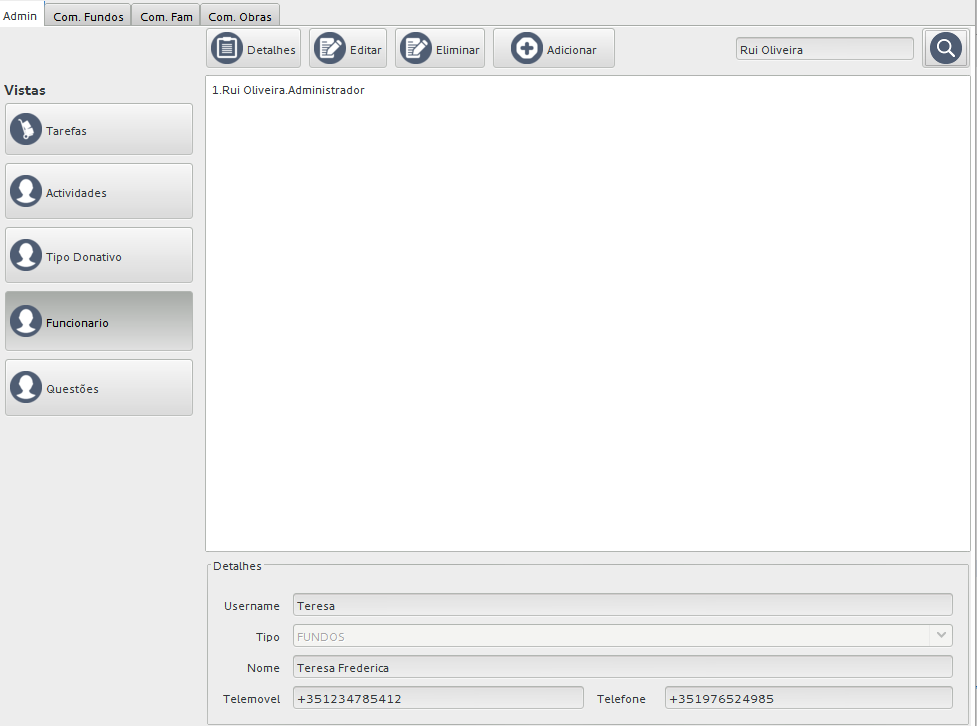 Admin Com. Fundos Com. Fam Com. Obras
Detalhes Editar Eliminar Adicionar Rui Oliveira
Vistas
1.Rui Oliveira.Administrador
Tarefas
Actividades
Tipo Donativo
Funcionario
Questões
Detalhes
Username Teresa
Tipo FUNDOS
Nome Teresa Frederica
Telemovel +351234785412 Telefone +351976524985